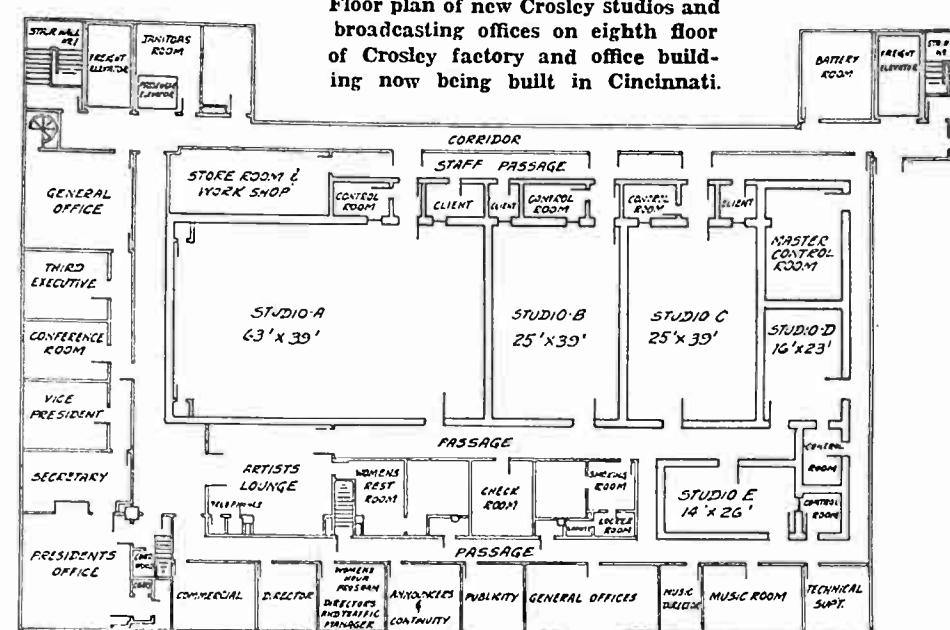 Floor plan of new Crosley studios and
broadcasting offices on eighth floor
of Crosley factory and office build-
ing now being built in Cincinnati.
STAIR HALL
№1
FREIGHT
ELEVATOR
JANITORS
ROOM
PASSENGER
ELEVATOR
BATTERY
ROOM
FREIGHT
ELEVATOR
CORRIDOR
STAFF PASSAGE
GENERAL
OFFICE
STORE ROOM &
WORK SHOP
CONTROL
ROOM
CLIENT
CLIENT
CONTROL
ROOM
CONTROL
ROOM
CLIENT
MASTER
CONTROL
ROOM
THIRD
EXECUTIVE
CONFERENCE
ROOM
VICE
PRESIDENT
SECRETARY
PRESIDENTS
OFFICE
STUDIO-A
63'x 39'
STUDIO-B
25'x39'
STUDIO C
25'x39'
STUDIO-D
16'x23'
PASSAGE
ARTISTS
LOUNGE
TELEPHONES
WOMENS
REST
ROOM
CHECK
ROOM
SMOKING
ROOM
LOCKER
ROOM
STUDIO E
14'x 26'
CONTROL
ROOM
CONTROL
ROOM
PASSAGE
COMMERCIAL
DIRECTOR
WOMENS
HOUR
PROGRAM
DIRECTORS
AND TRAFFIC
MANAGER
ANNOUNCERS
&
CONTINUITY
PUBLICITY
GENERAL OFFICES
MUSIC
DIRECTOR
MUSIC ROOM
TECHNICAL
SUPT.